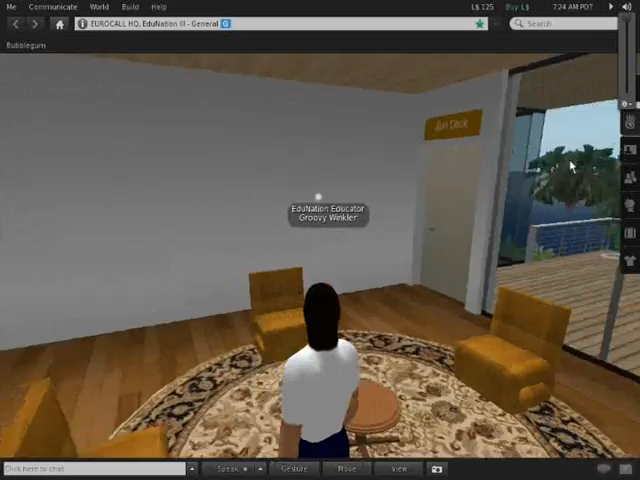 Me Communicate World Build Help L$ 125 Buy L$ 7:24 AM PDT
EUROCALL HQ, EduNation III - General G Search
Bubblegum
Sun Deck
EduNation Educator
Groovy Winkler
Click here to chat Speak Gesture Move View